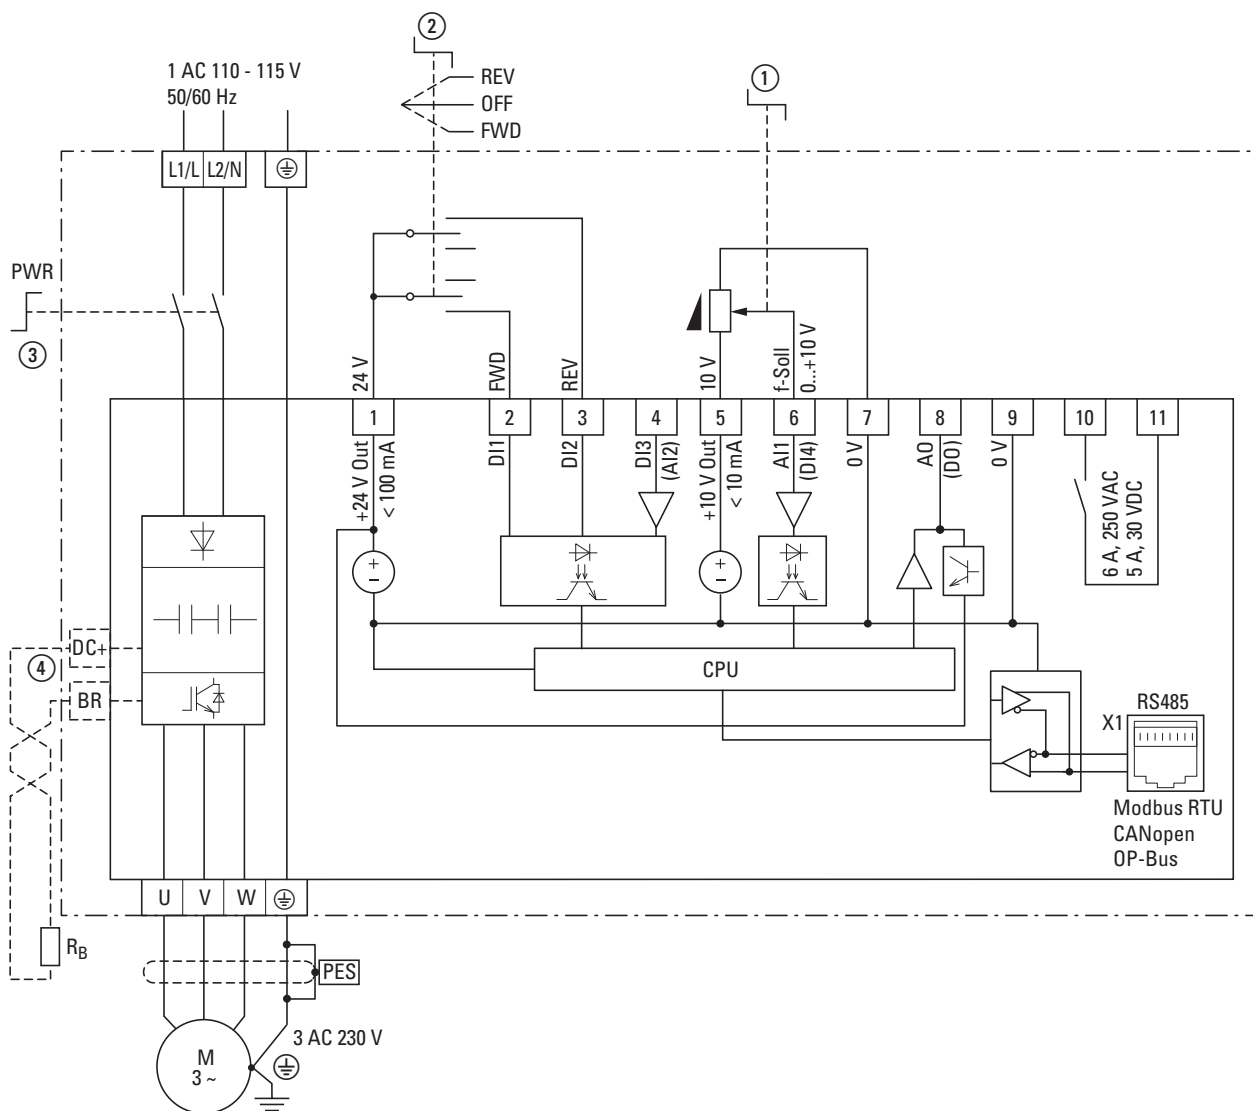 ②
1 AC 110 - 115 V
50/60 Hz
REV
OFF
FWD
①
L1/L L2/N
PWR
③
24 V
FWD
REV
10 V
f-Soll
0...+10 V
1 2 3 4 5 6 7 8 9 10 11
+24 V Out
< 100 mA
DI1
DI2
DI3
(AI2)
+10 V Out
< 10 mA
AI1
(DI4)
0 V
AO
(DO)
0 V
6 A, 250 VAC
5 A, 30 VDC
+
-
+
-
DC+
④
BR
CPU
X1
RS485
Modbus RTU
CANopen
OP-Bus
U V W
RB
PES
3 AC 230 V
M
3 ~